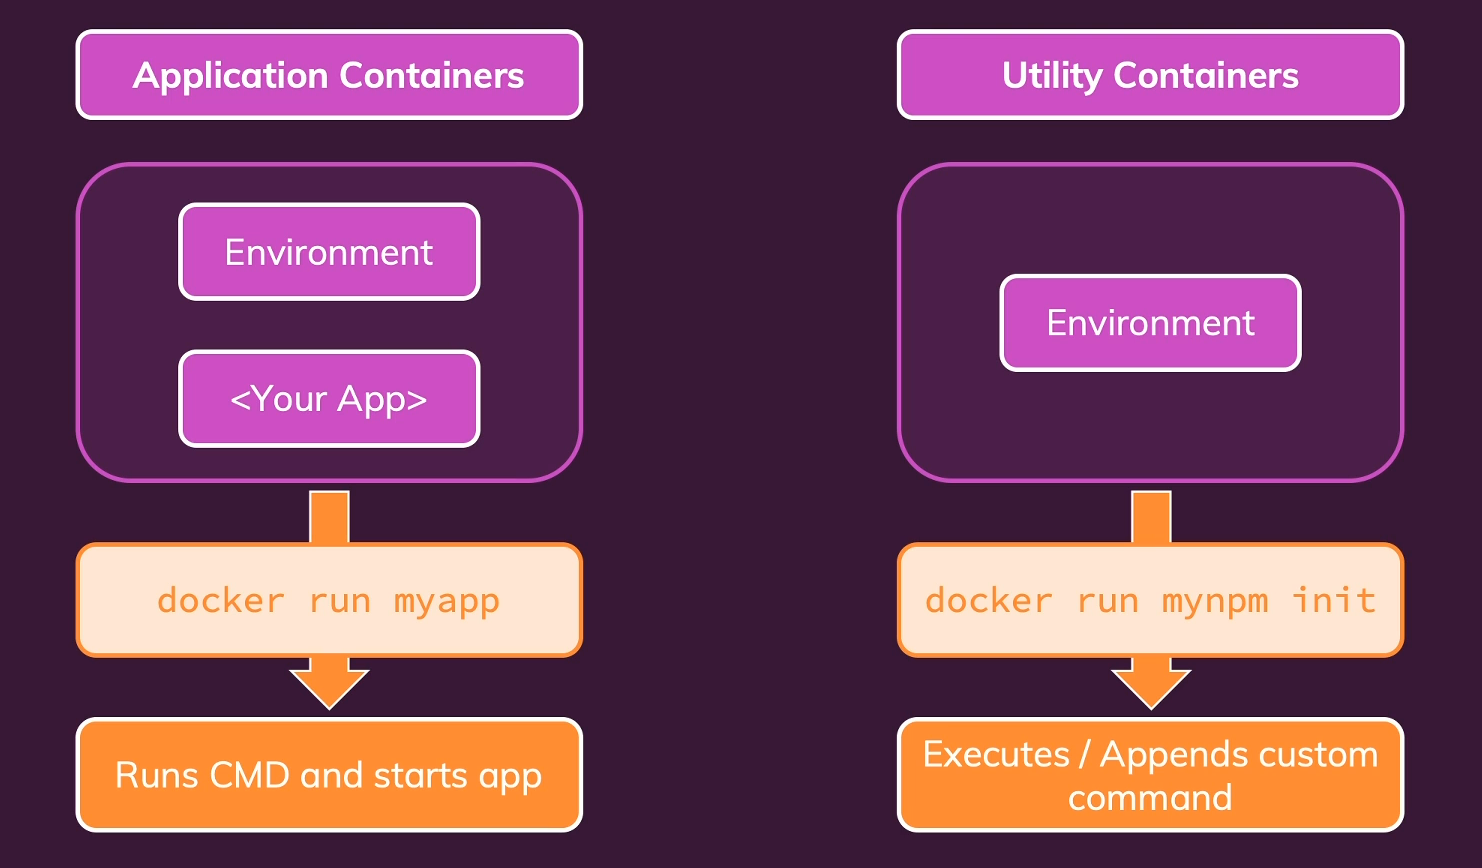 Application Containers
Environment
<Your App>
docker run myapp
Runs CMD and starts app
Utility Containers
Environment
docker run mynpm init
Executes / Appends custom
command